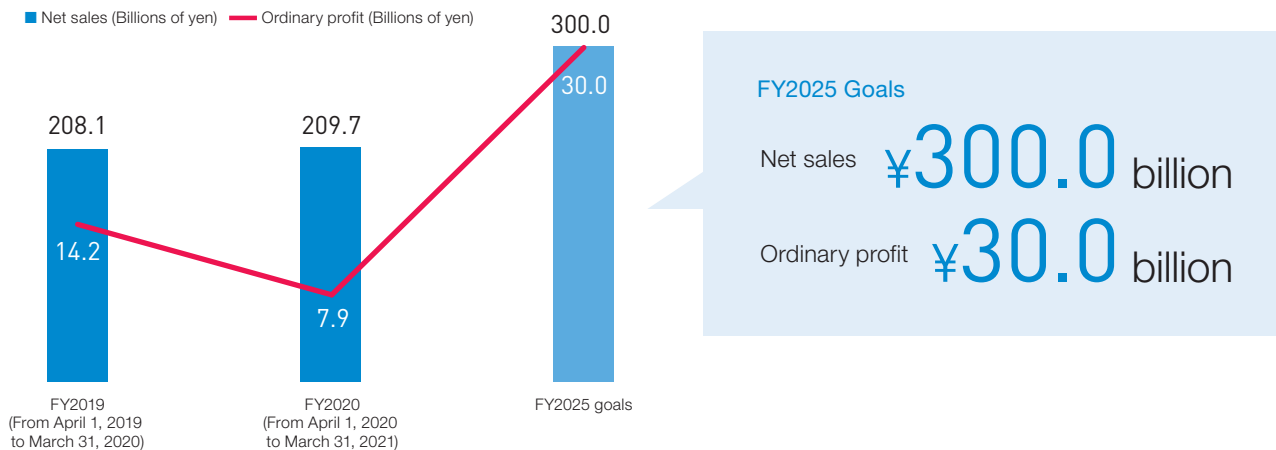 Net sales (Billions of yen) Ordinary profit (Billions of yen)
208.1
14.2
209.7
7.9
300.0
30.0
FY2019
(From April 1, 2019
to March 31, 2020)
FY2020
(From April 1, 2020
to March 31, 2021)
FY2025 goals
FY2025 Goals
Net sales ¥300.0 billion
Ordinary profit ¥30.0 billion